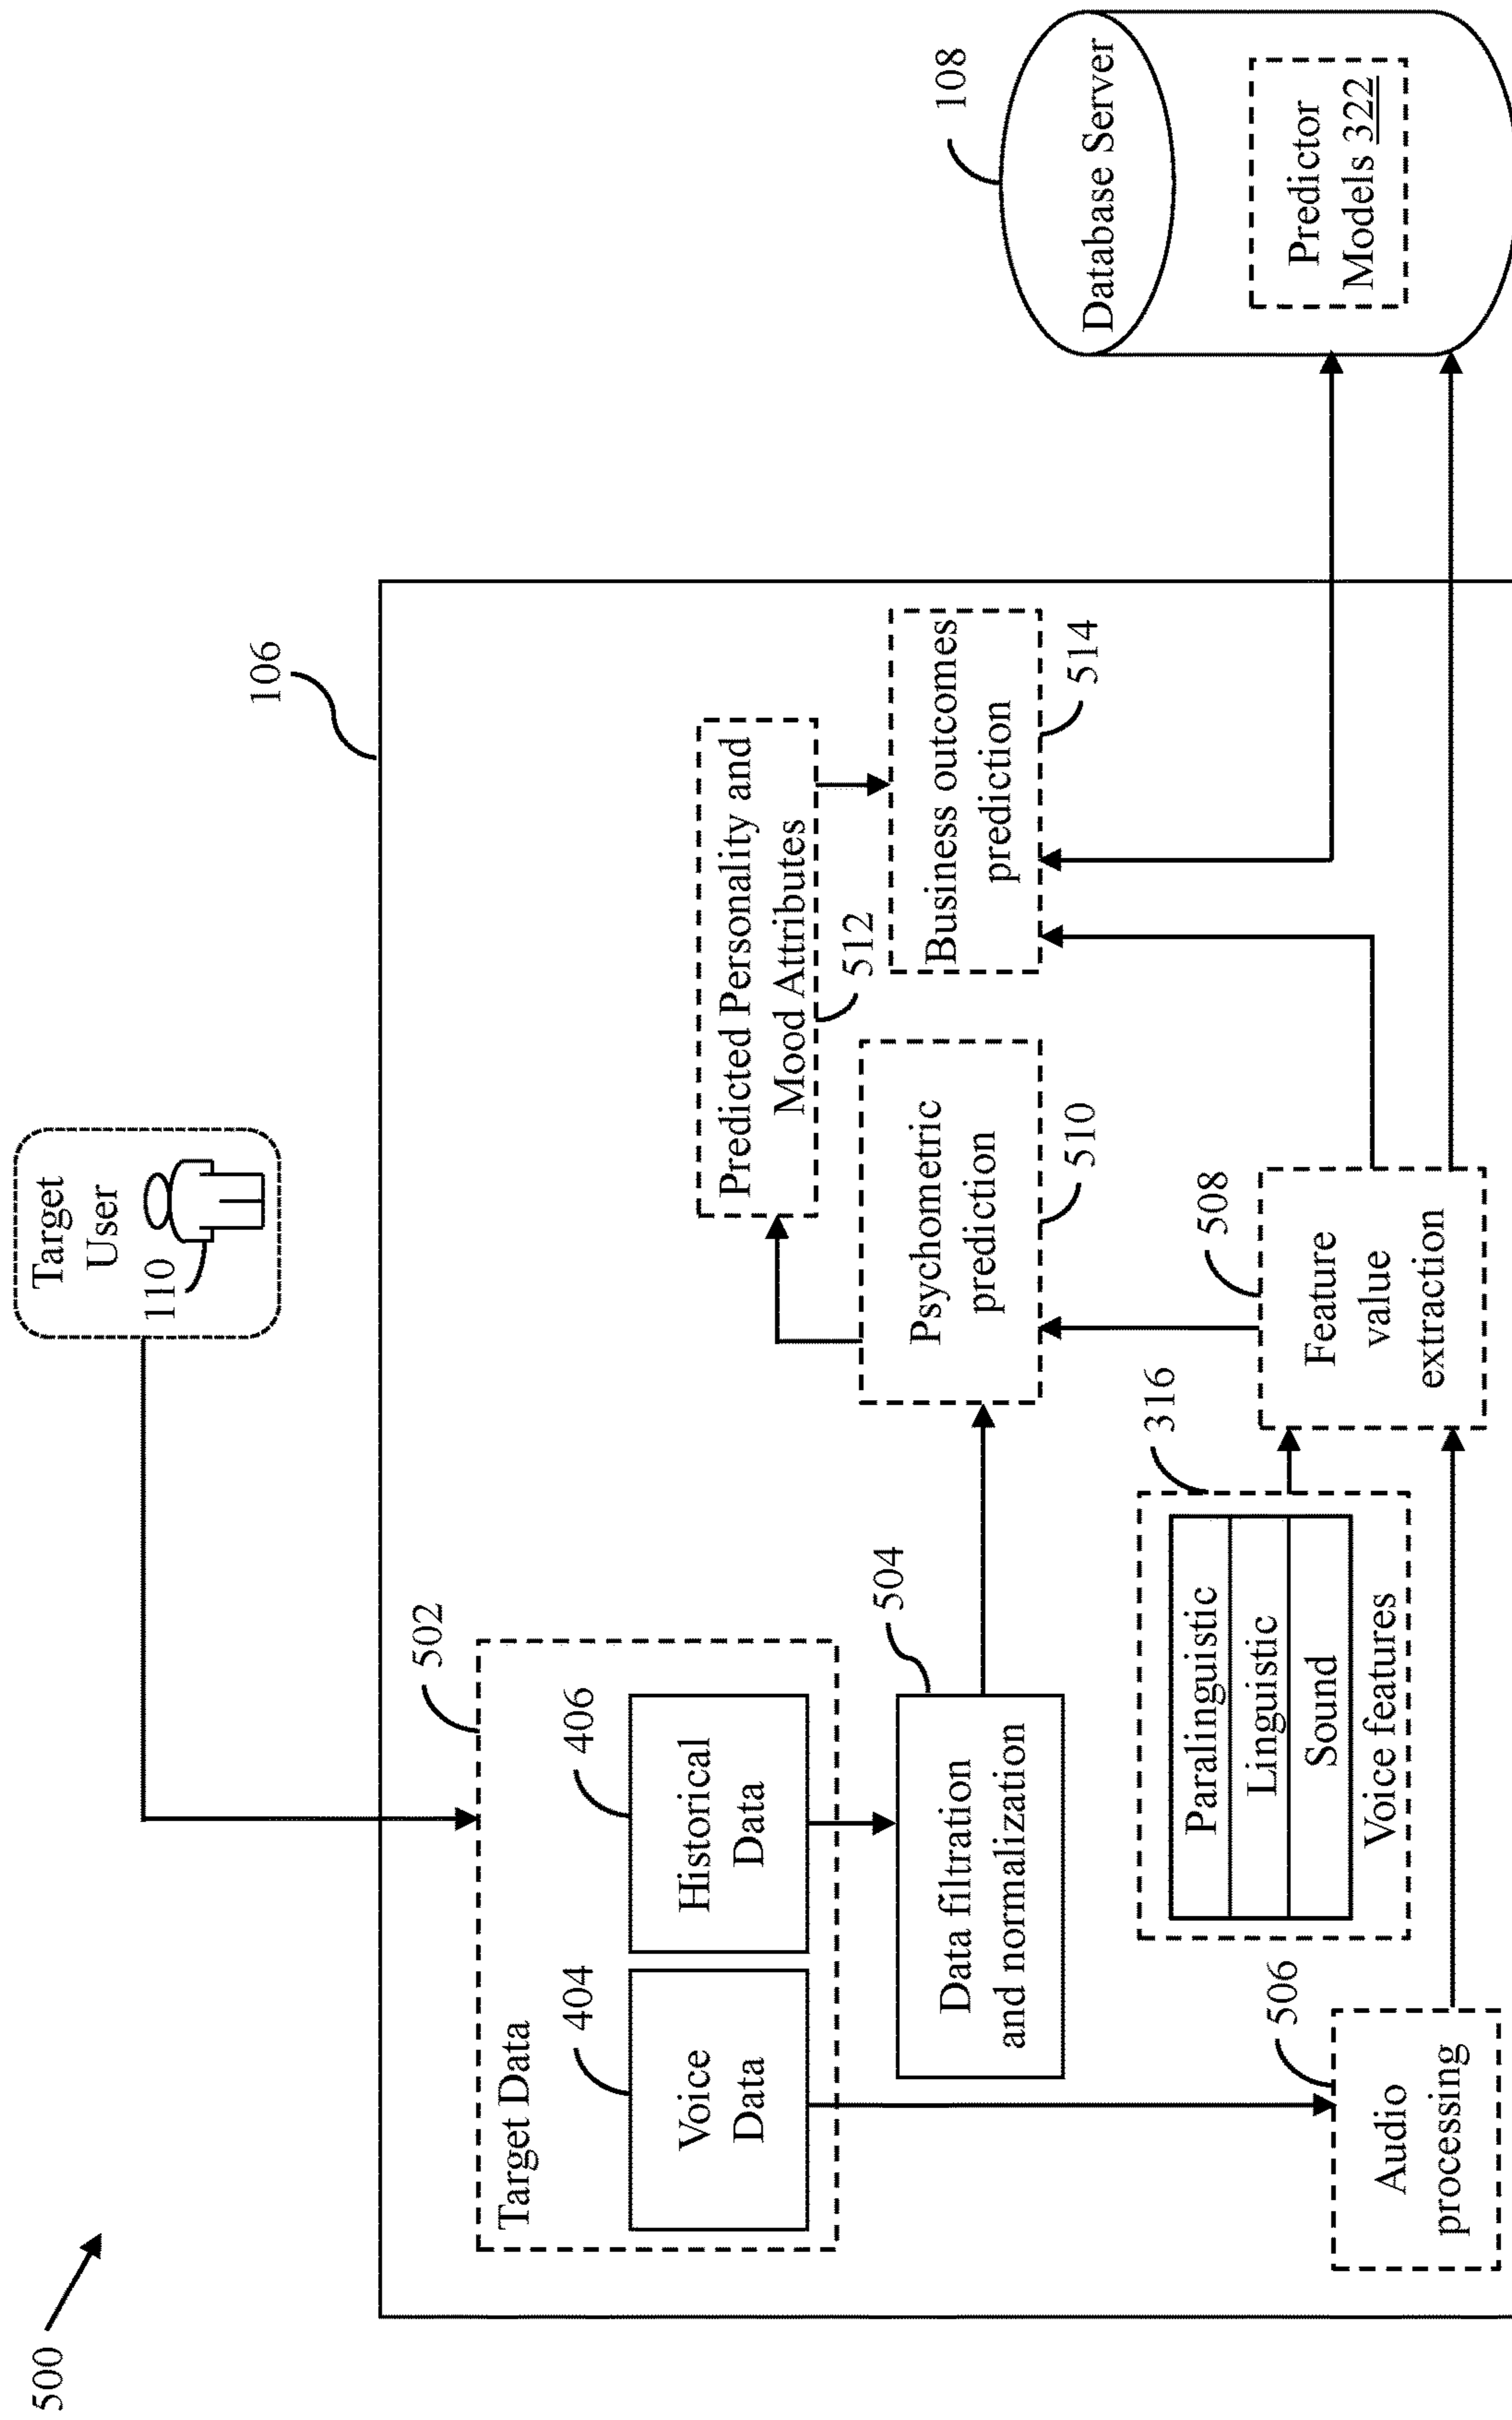 500
Target
User
110
106
502
Target Data
404
Voice
Data
406
Historical
Data
504
Data filtration
and normalization
506
Audio
processing
316
Paralinguistic
Linguistic
Sound
Voice features
508
Feature
value
extraction
Psychometric
prediction
510
Predicted Personality and
Mood Attributes
512
Business outcomes
prediction
514
108
Database Server
Predictor
Models 322